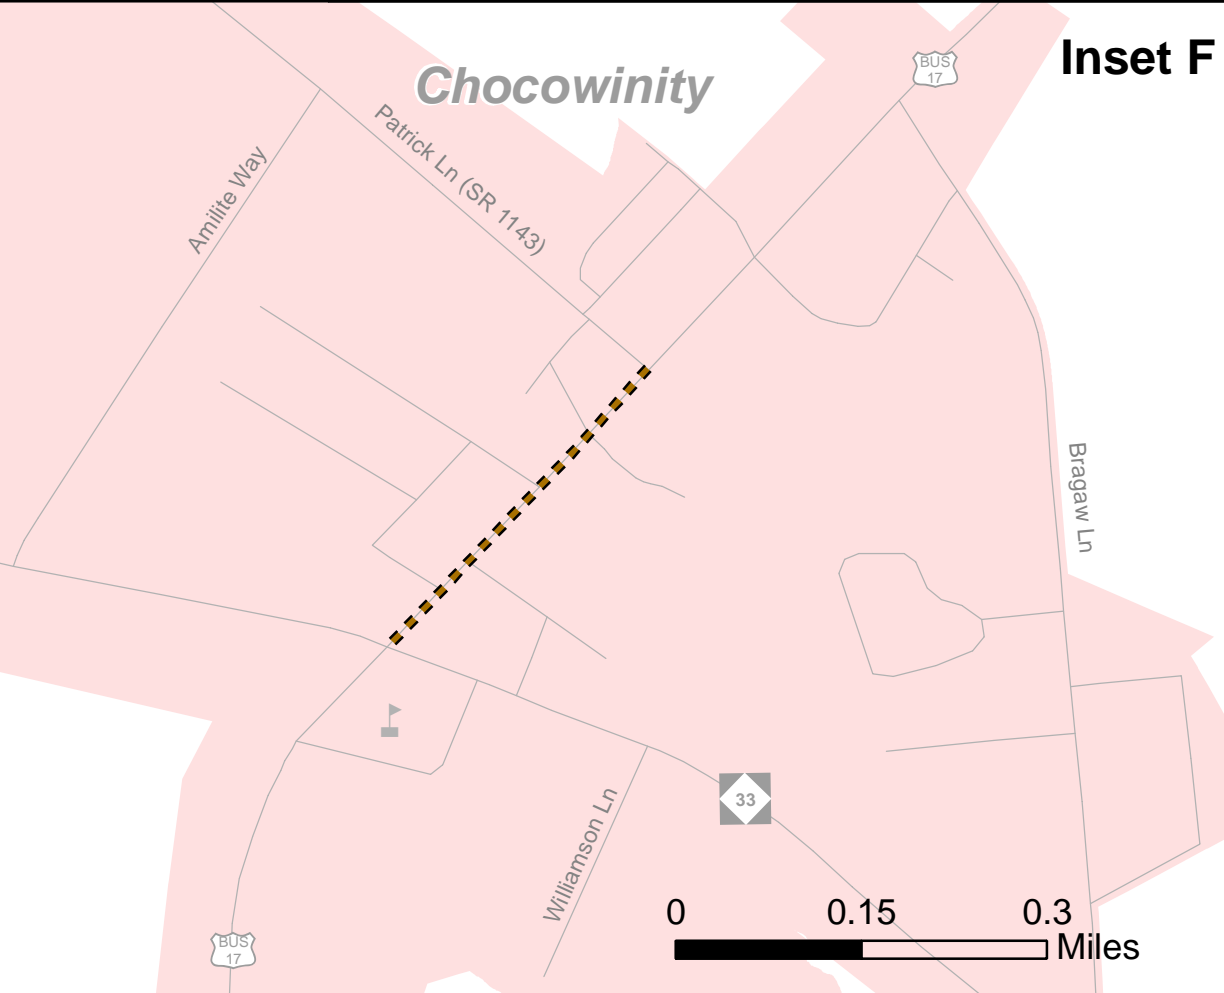 Inset F
BUS
17
Chocowinity
Patrick Ln (SR 1143)
Amilite Way
Bragaw Ln
33
Williamson Ln
0 0.15 0.3
Miles
BUS
17